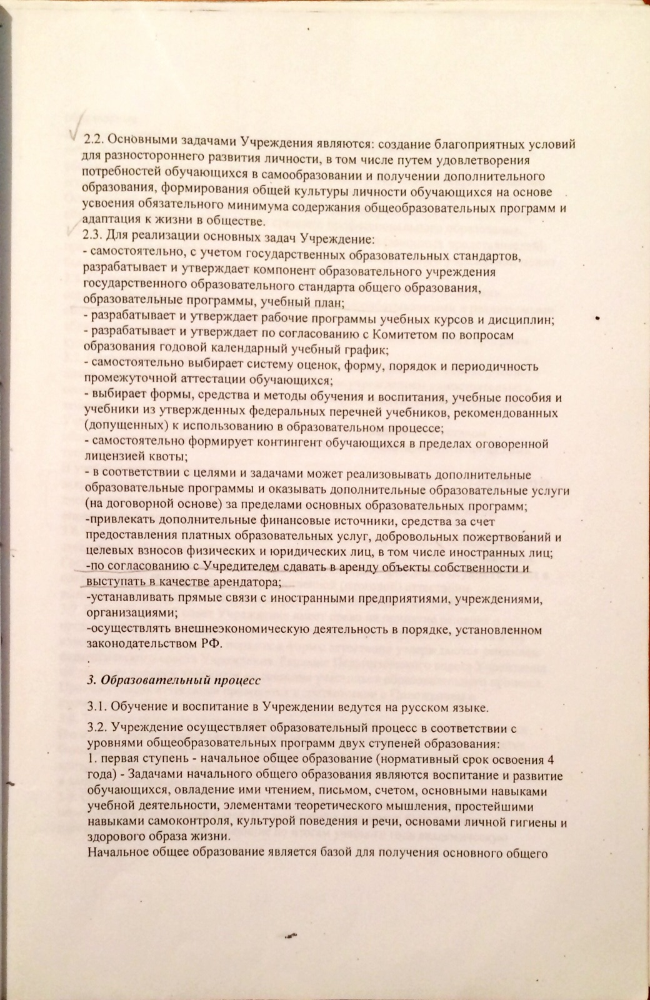 2.2. Основными задачами Учреждения являются: создание благоприятных условий
для разностороннего развития личности, в том числе путем удовлетворения
потребностей обучающихся в самообразовании и получении дополнительного
образования, формирования общей культуры личности обучающихся на основе
усвоения обязательного минимума содержания общеобразовательных программ и
адаптация к жизни в обществе.
2.3. Для реализации основных задач Учреждение:
- самостоятельно, с учетом государственных образовательных стандартов,
разрабатывает и утверждает компонент образовательного учреждения
государственного образовательного стандарта общего образования,
образовательные программы, учебный план;
- разрабатывает и утверждает рабочие программы учебных курсов и дисциплин;
- разрабатывает и утверждает по согласованию с Комитетом по вопросам
образования годовой календарный учебный график;
- самостоятельно выбирает систему оценок, форму, порядок и периодичность
промежуточной аттестации обучающихся;
- выбирает формы, средства и методы обучения и воспитания, учебные пособия и
учебники из утвержденных федеральных перечней учебников, рекомендованных
(допущенных) к использованию в образовательном процессе;
- самостоятельно формирует контингент обучающихся в пределах оговоренной
лицензией квоты;
- в соответствии с целями и задачами может реализовывать дополнительные
образовательные программы и оказывать дополнительные образовательные услуги
(на договорной основе) за пределами основных образовательных программ;
-привлекать дополнительные финансовые источники, средства за счет
предоставления платных образовательных услуг, добровольных пожертвований и
целевых взносов физических и юридических лиц, в том числе иностранных лиц;
-по согласованию с Учредителем сдавать в аренду объекты собственности и
выступать в качестве арендатора;
-устанавливать прямые связи с иностранными предприятиями, учреждениями,
организациями;
-осуществлять внешнеэкономическую деятельность в порядке, установленном
законодательством РФ.
.
3. Образовательный процесс
3.1. Обучение и воспитание в Учреждении ведутся на русском языке.
3.2. Учреждение осуществляет образовательный процесс в соответствии с
уровнями общеобразовательных программ двух ступеней образования:
1. первая ступень - начальное общее образование (нормативный срок освоения 4
года) - Задачами начального общего образования являются воспитание и развитие
обучающихся, овладение ими чтением, письмом, счетом, основными навыками
учебной деятельности, элементами теоретического мышления, простейшими
навыками самоконтроля, культурой поведения и речи, основами личной гигиены и
здорового образа жизни.
Начальное общее образование является базой для получения основного общего